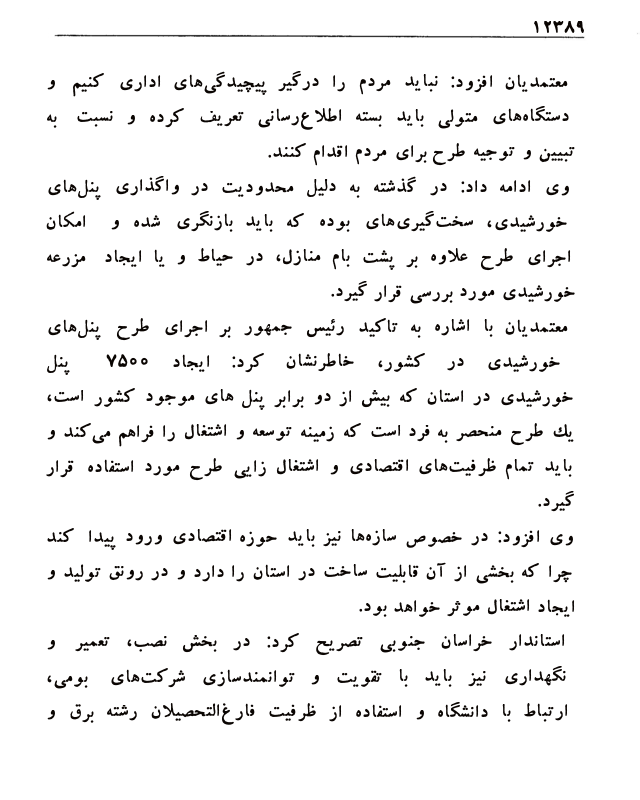 ۱۲۳۸۹
معتمدیان افزود: نباید مردم را درگیر پیچیدگی‌های اداری کنیم و
دستگاه‌های متولی باید بسته اطلاع‌رسانی تعریف کرده و نسبت به
تبیین و توجیه طرح برای مردم اقدام کنند.
وی ادامه داد: در گذشته به دلیل محدودیت در واگذاری پنل‌های
خورشیدی، سخت‌گیری‌های بوده که باید بازنگری شده و امکان
اجرای طرح علاوه بر پشت بام منازل، در حیاط و یا ایجاد مزرعه
خورشیدی مورد بررسی قرار گیرد.
معتمدیان با اشاره به تاکید رئیس جمهور بر اجرای طرح پنل‌های
خورشیدی در کشور، خاطرنشان کرد: ایجاد ۷۵۰۰ پنل
خورشیدی در استان که بیش از دو برابر پنل های موجود کشور است،
یك طرح منحصر به فرد است که زمینه توسعه و اشتغال را فراهم می‌کند و
باید تمام ظرفیت‌های اقتصادی و اشتغال زایی طرح مورد استفاده قرار
گیرد.
وی افزود: در خصوص سازه‌ها نیز باید حوزه اقتصادی ورود پیدا کند
چرا که بخشی از آن قابلیت ساخت در استان را دارد و در رونق تولید و
ایجاد اشتغال موثر خواهد بود.
استاندار خراسان جنوبی تصریح کرد: در بخش نصب، تعمیر و
نگهداری نیز باید با تقویت و توانمندسازی شرکت‌های بومی،
ارتباط با دانشگاه و استفاده از ظرفیت فارغ‌التحصیلان رشته برق و